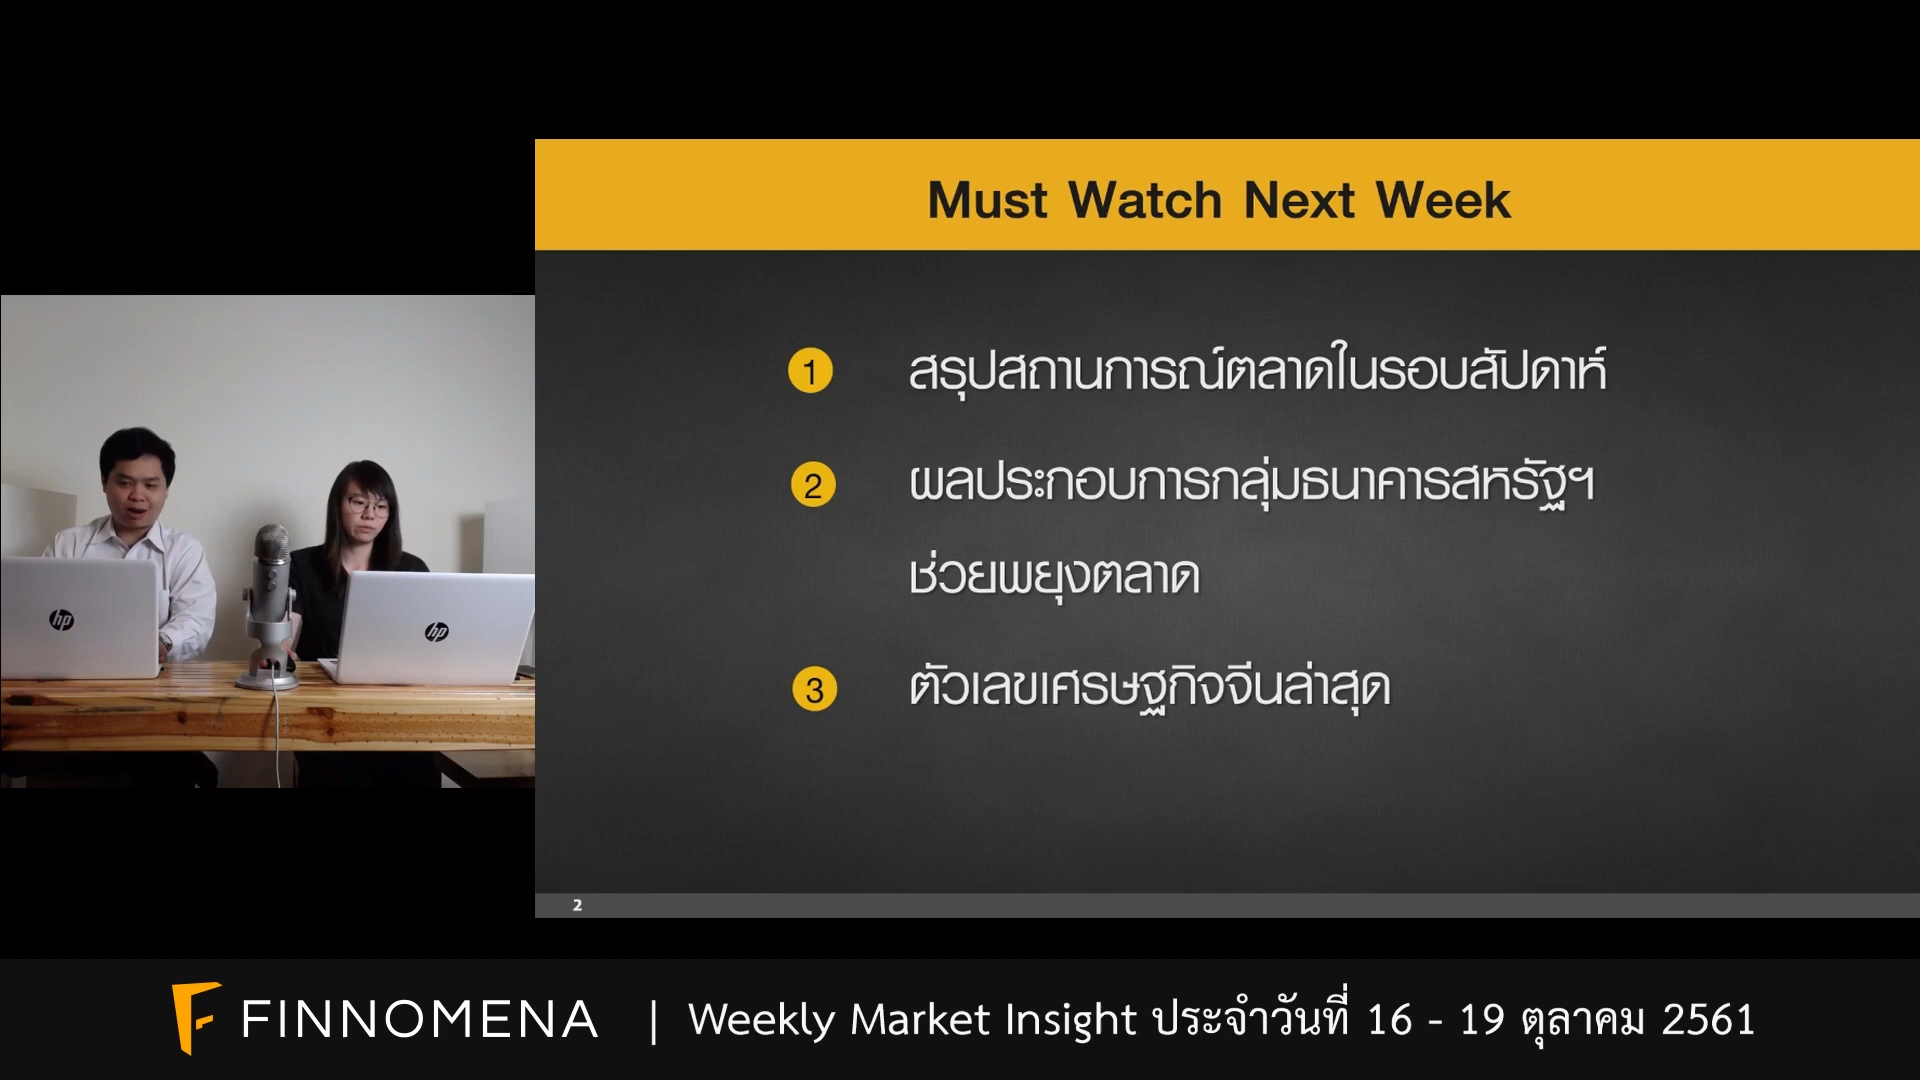 Must Watch Next Week
1 สรุปสถานการณ์ตลาดในรอบสัปดาห์
2 ผลประกอบการกลุ่มธนาคารสหรัฐฯ
ช่วยพยุงตลาด
3 ตัวเลขเศรษฐกิจจีนล่าสุด
hp
hp
2
FINNOMENA | Weekly Market Insight ประจำวันที่ 16 - 19 ตุลาคม 2561